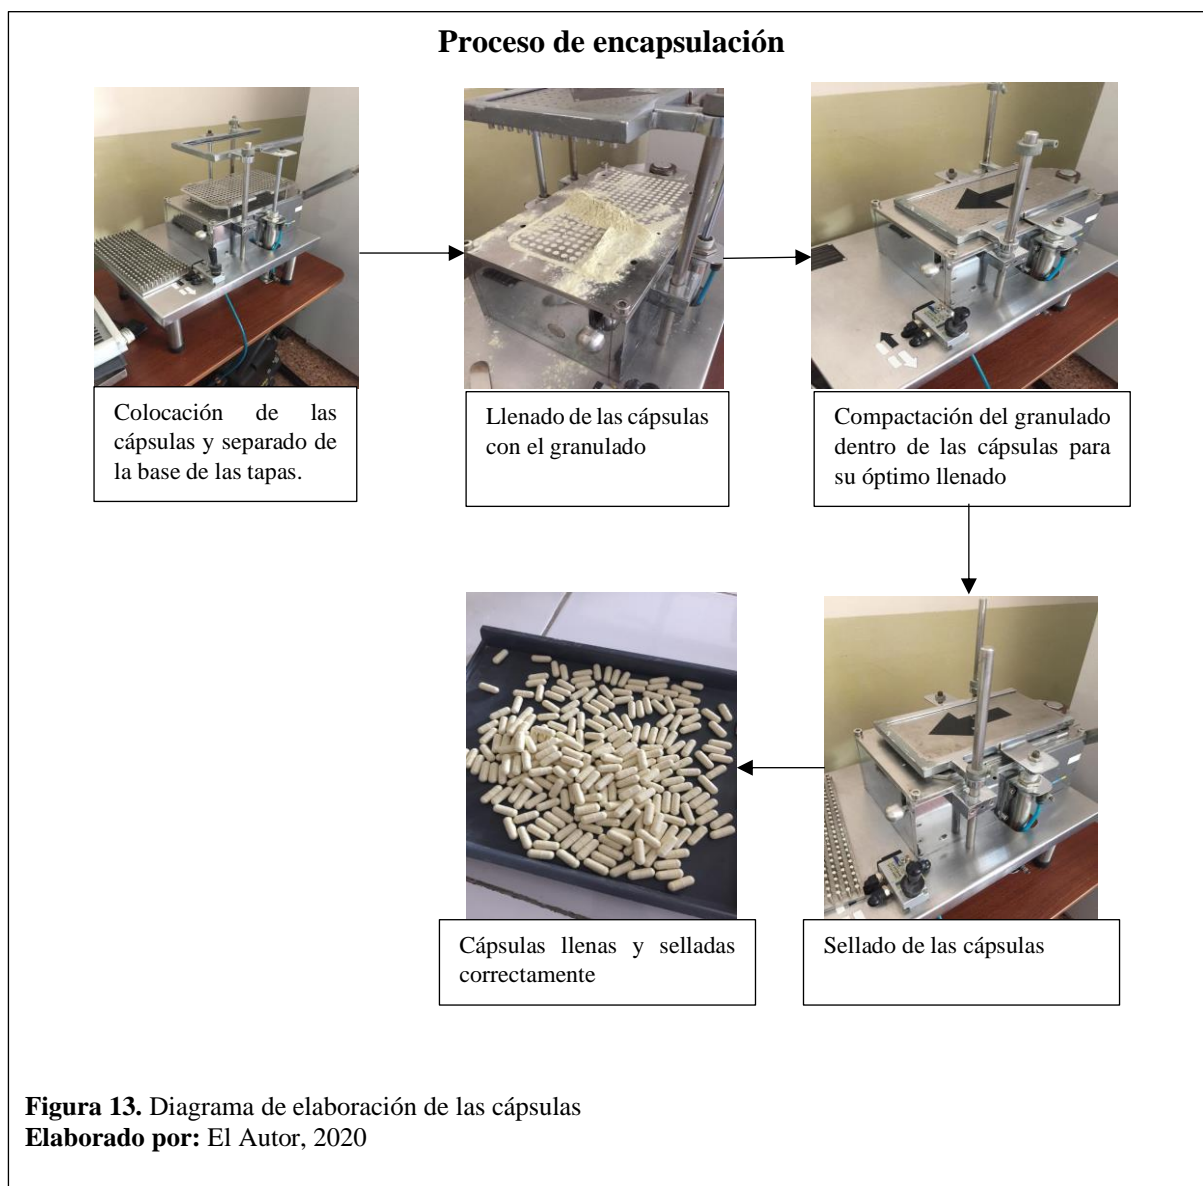 Proceso de encapsulación
Colocación de las
cápsulas y separado de
la base de las tapas.
Llenado de las cápsulas
con el granulado
Compactación del granulado
dentro de las cápsulas para
su óptimo llenado
Sellado de las cápsulas
Cápsulas llenas y selladas
correctamente
Figura 13. Diagrama de elaboración de las cápsulas
Elaborado por: El Autor, 2020